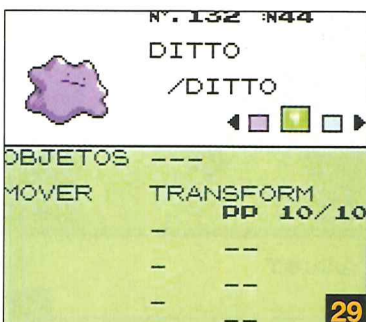 Nº. 132 :N44
DITTO
/DITTO
OBJETOS ---
MOVER TRANSFORM
PP 10/10
- --
- --
- --
29